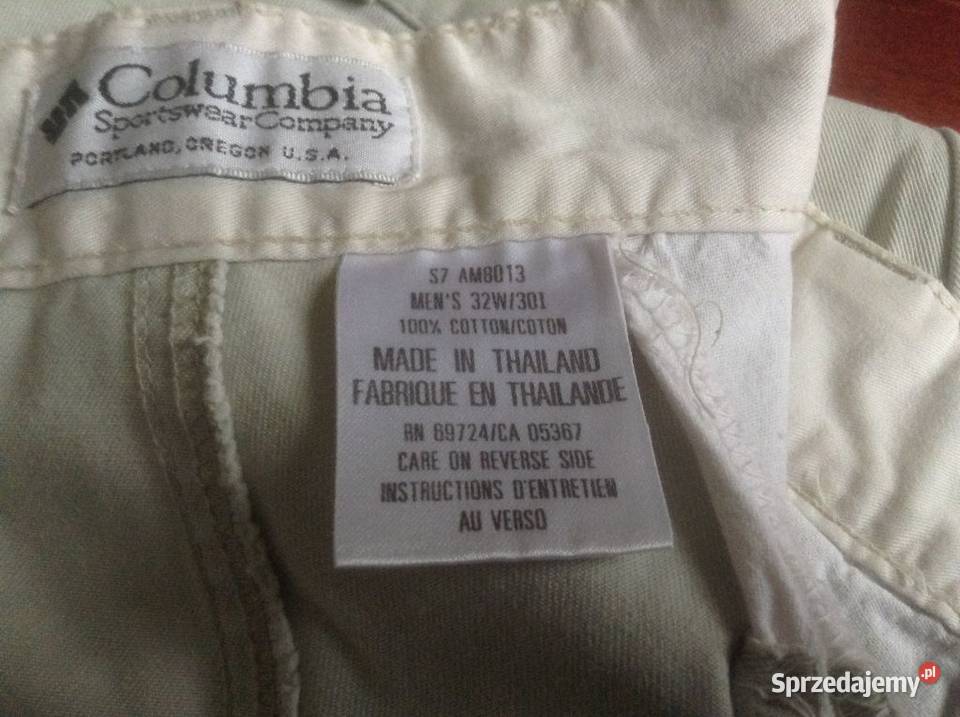 Columbia
Sportswear Company
PORTLAND, OREGON U.S.A.
S7 AM8013
MEN'S 32W/30I
100% COTTON/COTON
MADE IN THAILAND
FABRIQUE EN THAILANDE
RN 69724/CA 05367
CARE ON REVERSE SIDE
INSTRUCTIONS D'ENTRETIEN
AU VERSO
Sprzedajemy.pl